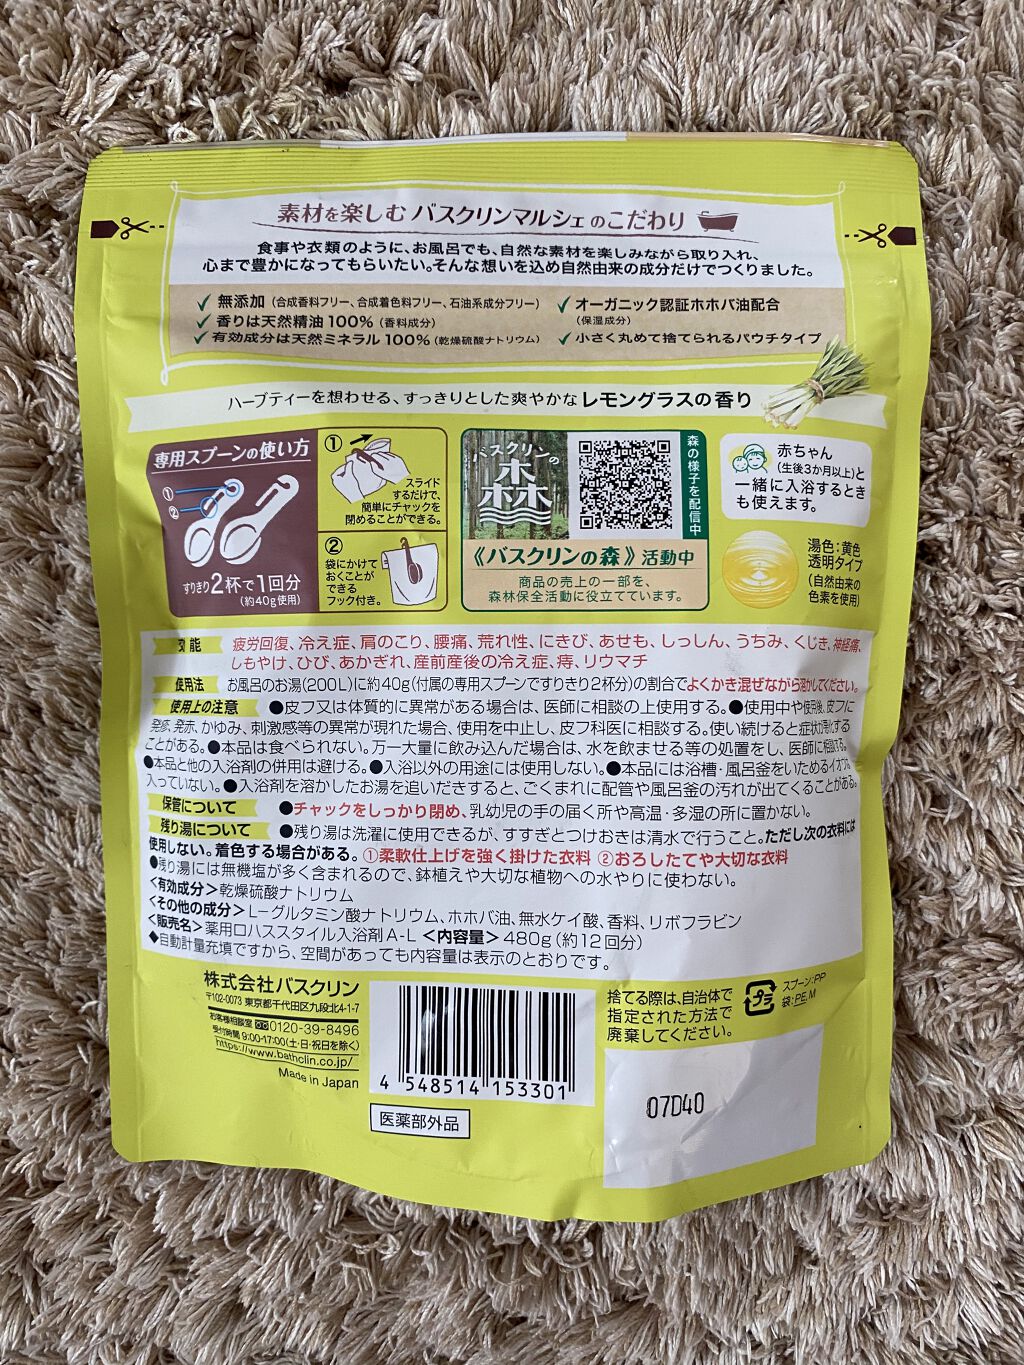 素材を楽しむ バスクリンマルシェ のこだわり
食事や衣類のように、お風呂でも、自然な素材を楽しみながら取り入れ、
心まで豊かになってもらいたい。そんな想いを込め自然由来の成分だけでつくりました。
✓ 無添加 (合成香料フリー、合成着色料フリー、石油系成分フリー)
✓ 香りは天然精油100% (香料成分)
✓ 有効成分は天然ミネラル100% (乾燥硫酸ナトリウム)
✓ オーガニック認証ホホバ油配合
(保湿成分)
✓ 小さく丸めて捨てられるパウチタイプ
ハーブティーを想わせる、すっきりとした爽やかなレモングラスの香り
専用スプーンの使い方
①
②
すりきり2杯で1回分
(約40g使用)
①
スライド
するだけで、
簡単にチャックを
閉めることができる。
②
袋にかけて
おくことが
できる
フック付き。
バスクリンの
森
森の様子を配信中
《バスクリンの森》活動中
商品の売上の一部を、
森林保全活動に役立てています。
赤ちゃん
(生後3か月以上)と
一緒に入浴するとき
も使えます。
湯色:黄色
透明タイプ
(自然由来の
色素を使用)
効能 疲労回復、冷え症、肩のこり、腰痛、荒れ性、にきび、あせも、しっしん、うちみ、くじき、神経痛、
しもやけ、ひび、あかぎれ、産前産後の冷え症、痔、リウマチ
使用法 お風呂のお湯(200L)に約40g(付属の専用スプーンですりきり2杯分)の割合でよくかき混ぜながら溶かしてください。
使用上の注意 ●皮フ又は体質的に異常がある場合は、医師に相談の上使用する。●使用中や使用後、皮フに
発疹、発赤、かゆみ、刺激感等の異常が現れた場合、使用を中止し、皮フ科医に相談する。使い続けると症状が悪化する
ことがある。●本品は食べられない。万一大量に飲み込んだ場合は、水を飲ませる等の処置をし、医師に相談する。
●本品と他の入浴剤の併用は避ける。●入浴以外の用途には使用しない。●本品には浴槽・風呂釜をいためるイオウは
入っていない。●入浴剤を溶かしたお湯を追いだきすると、ごくまれに配管や風呂釜の汚れが出てくることがある。
保管について ●チャックをしっかり閉め、乳幼児の手の届く所や高温・多湿の所に置かない。
残り湯について ●残り湯は洗濯に使用できるが、すすぎとつけおきは清水で行うこと。ただし次の衣料には
使用しない。着色する場合がある。①柔軟仕上げを強く掛けた衣料 ②おろしたてや大切な衣料
●残り湯には無機塩が多く含まれるので、鉢植えや大切な植物への水やりに使わない。
<有効成分>乾燥硫酸ナトリウム
<その他の成分>L-グルタミン酸ナトリウム、ホホバ油、無水ケイ酸、香料、リボフラビン
<販売名>薬用ロハススタイル入浴剤A-L <内容量>480g(約12回分)
◆自動計量充填ですから、空間があっても内容量は表示のとおりです。
株式会社バスクリン
〒102-0073 東京都千代田区九段北4-1-7
お客様相談室 0120-39-8496
受付時間 9:00-17:00(土・日・祝日を除く)
https://www.bathclin.co.jp/
Made in Japan
4 548514 153301
医薬部外品
捨てる際は、自治体で
指定された方法で
廃棄してください。
プラ
スプーン:PP
袋:PE,M
07D40